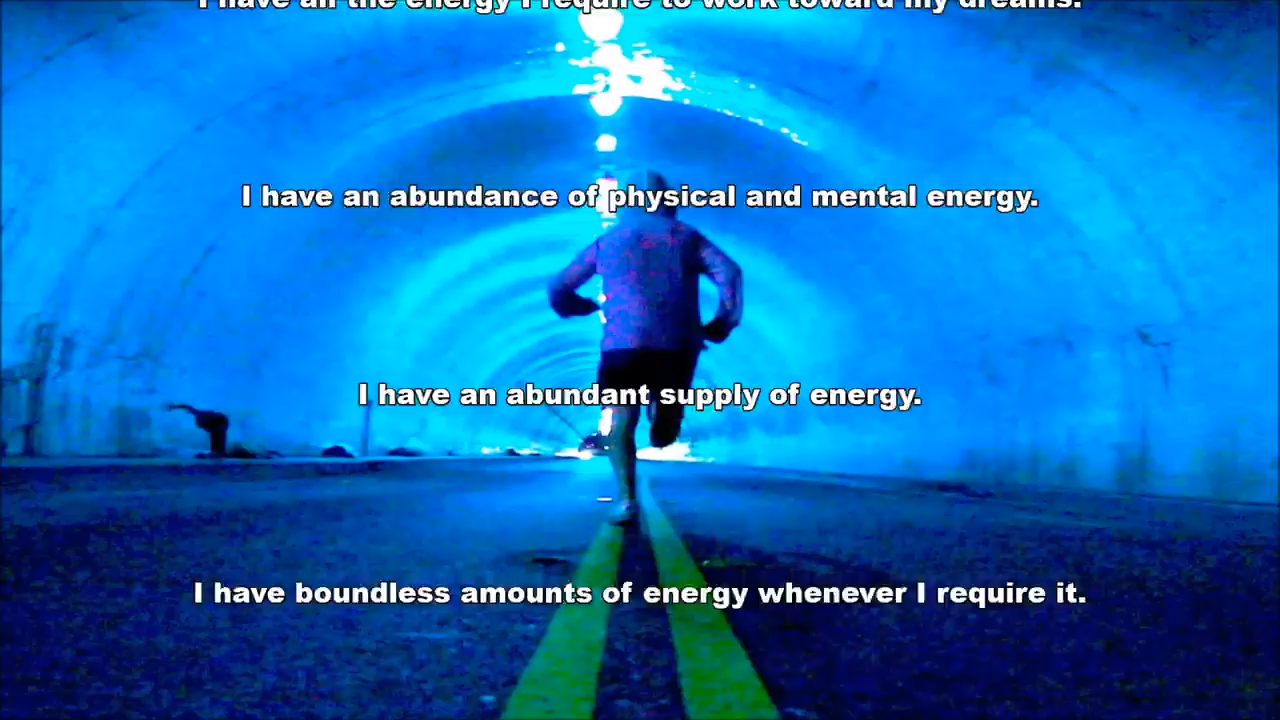 I have all the energy I require to work toward my dreams.
I have an abundance of physical and mental energy.
I have an abundant supply of energy.
I have boundless amounts of energy whenever I require it.